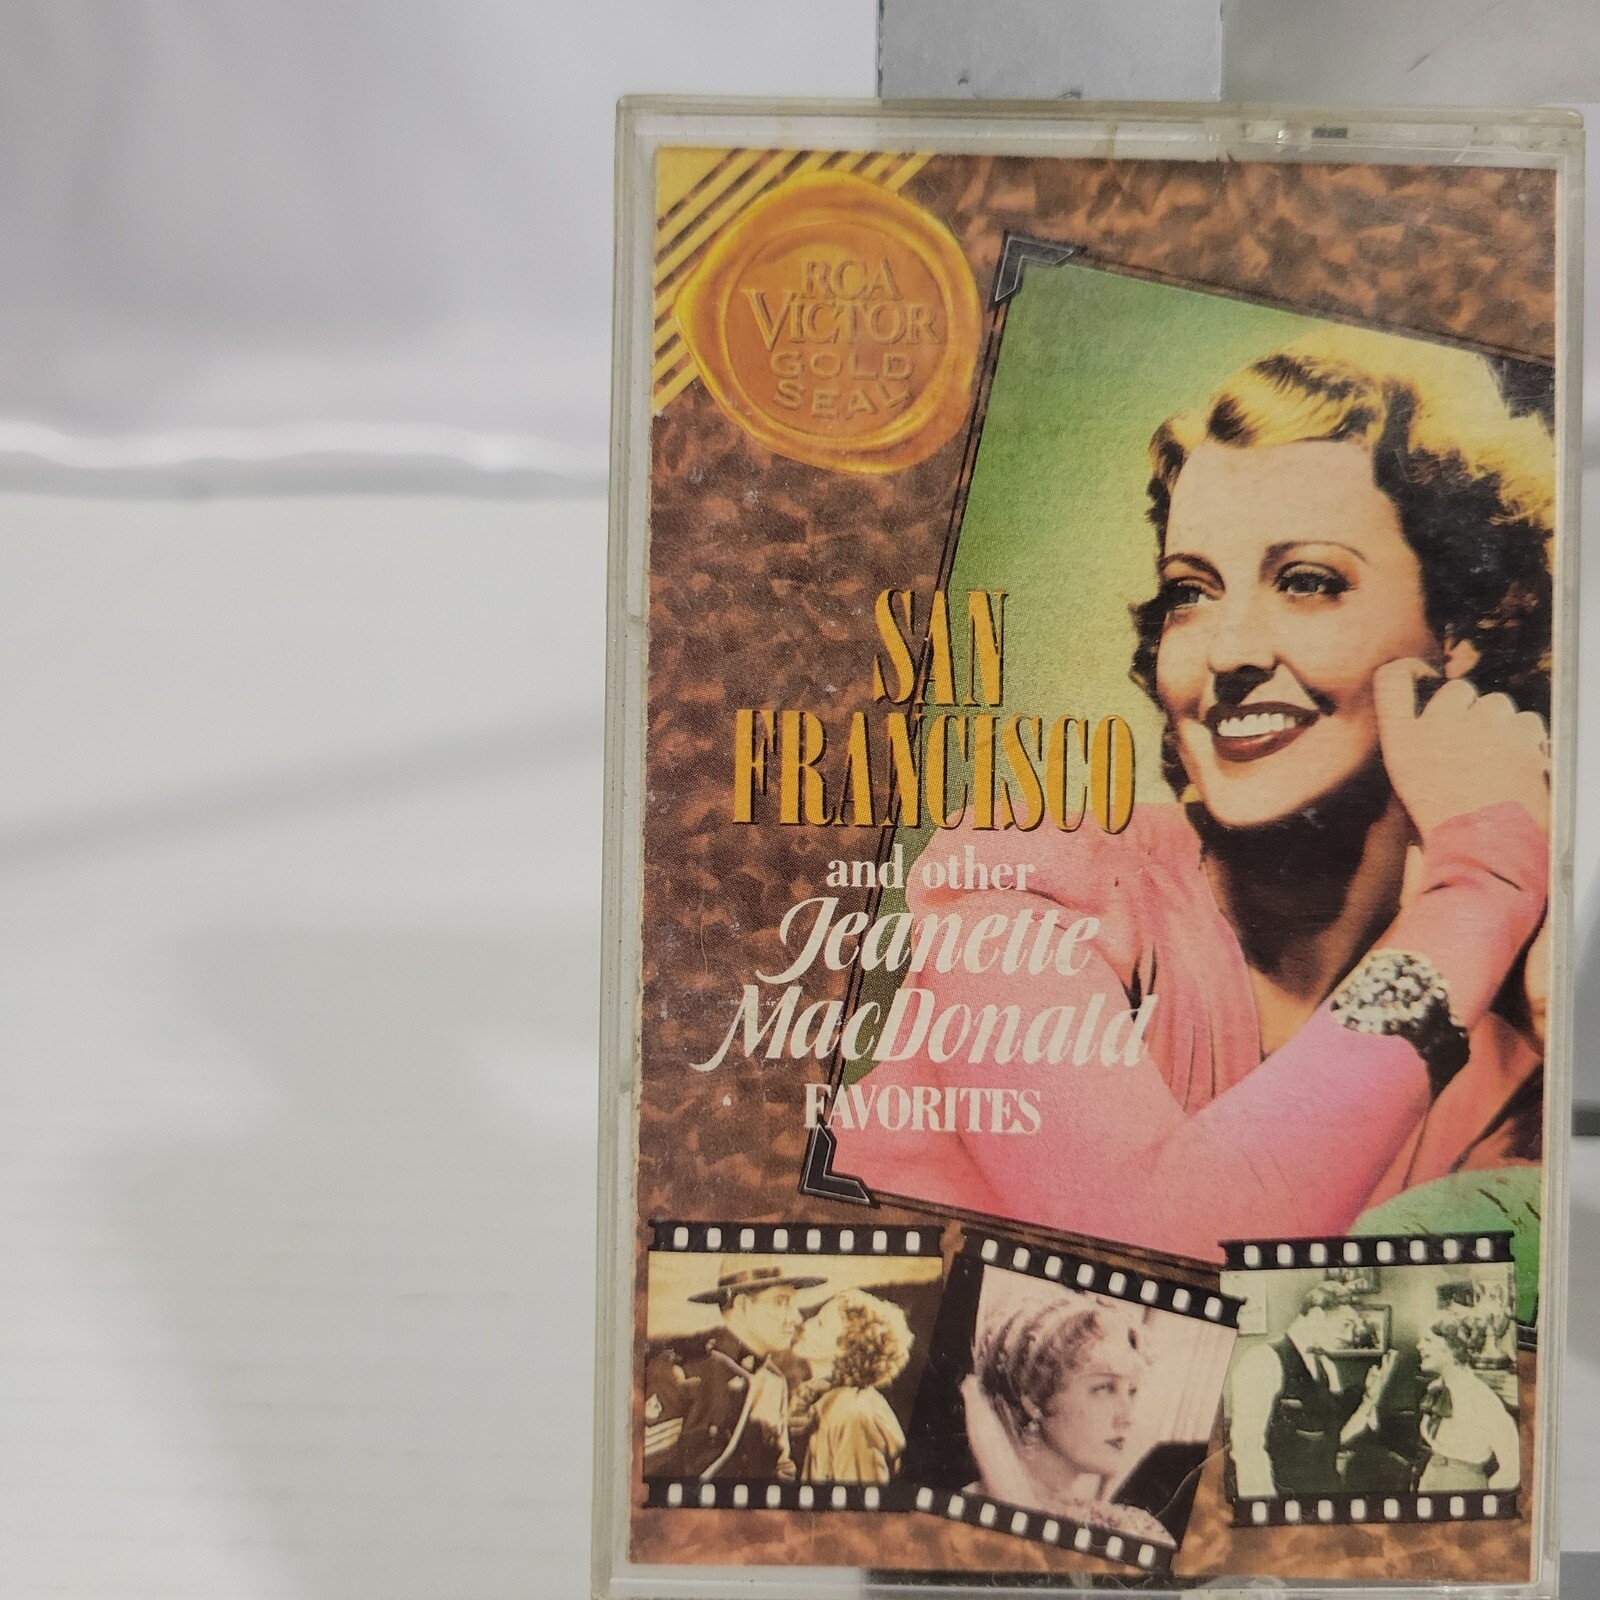 RCA
VICTOR
GOLD
SEAL
SAN
FRANCISCO
and other
Jeanette
MacDonald
FAVORITES